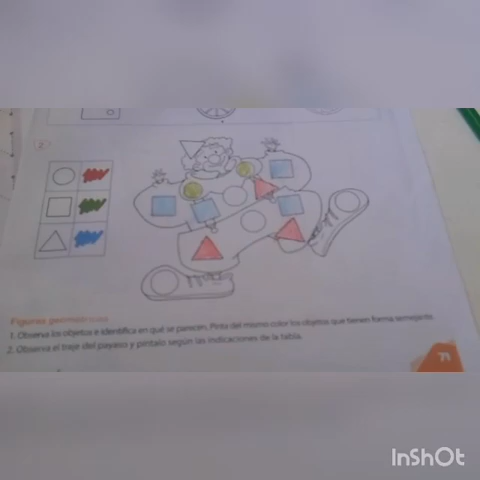 2
Figuras geométricas
1. Observa los objetos e identifica en qué se parecen. Pinta del mismo color los objetos que tienen forma semejante.
2. Observa el traje del payaso y píntalo según las indicaciones de la tabla.
71
InShOt